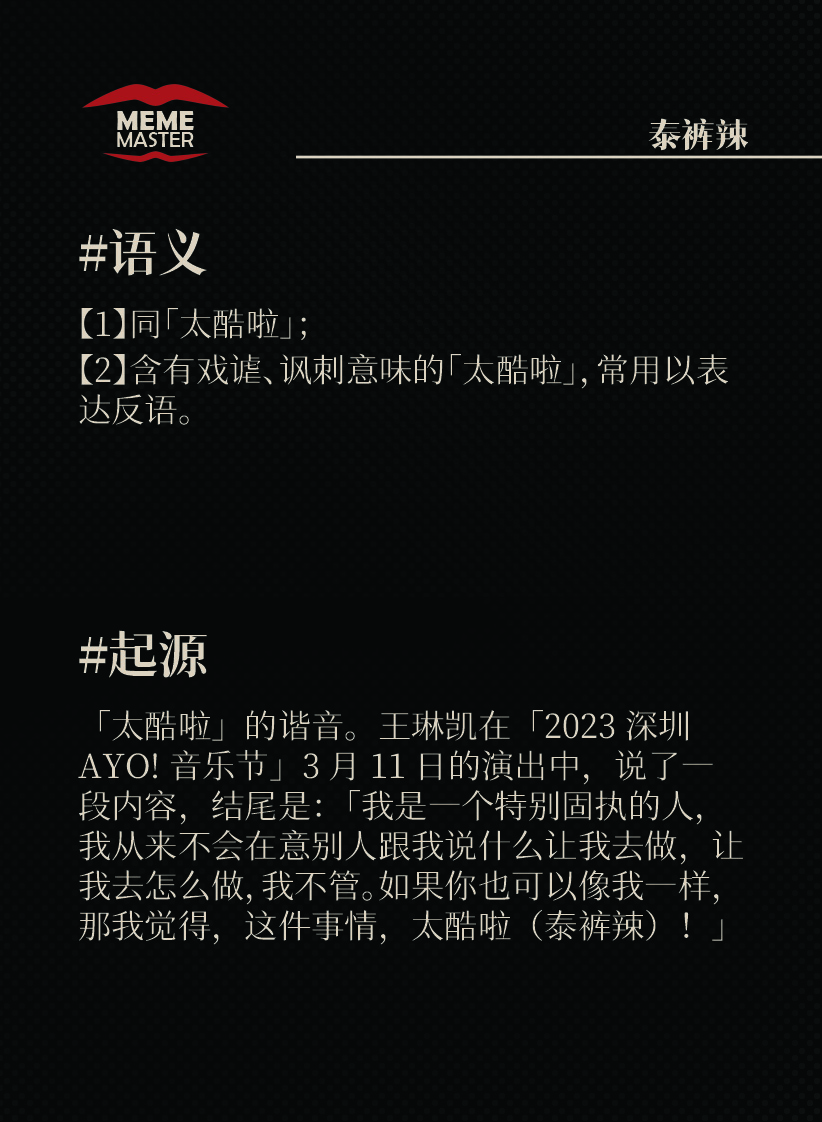 MEME
MASTER
泰裤辣
#语义
【1】同「太酷啦」;
【2】含有戏谑、讽刺意味的「太酷啦」, 常用以表
达反语。
#起源
「太酷啦」的谐音。王琳凯在「2023 深圳
AYO! 音乐节」3 月 11 日的演出中，说了一
段内容，结尾是:「我是一个特别固执的人，
我从来不会在意别人跟我说什么让我去做，让
我去怎么做, 我不管。如果你也可以像我一样，
那我觉得，这件事情，太酷啦（泰裤辣）！」